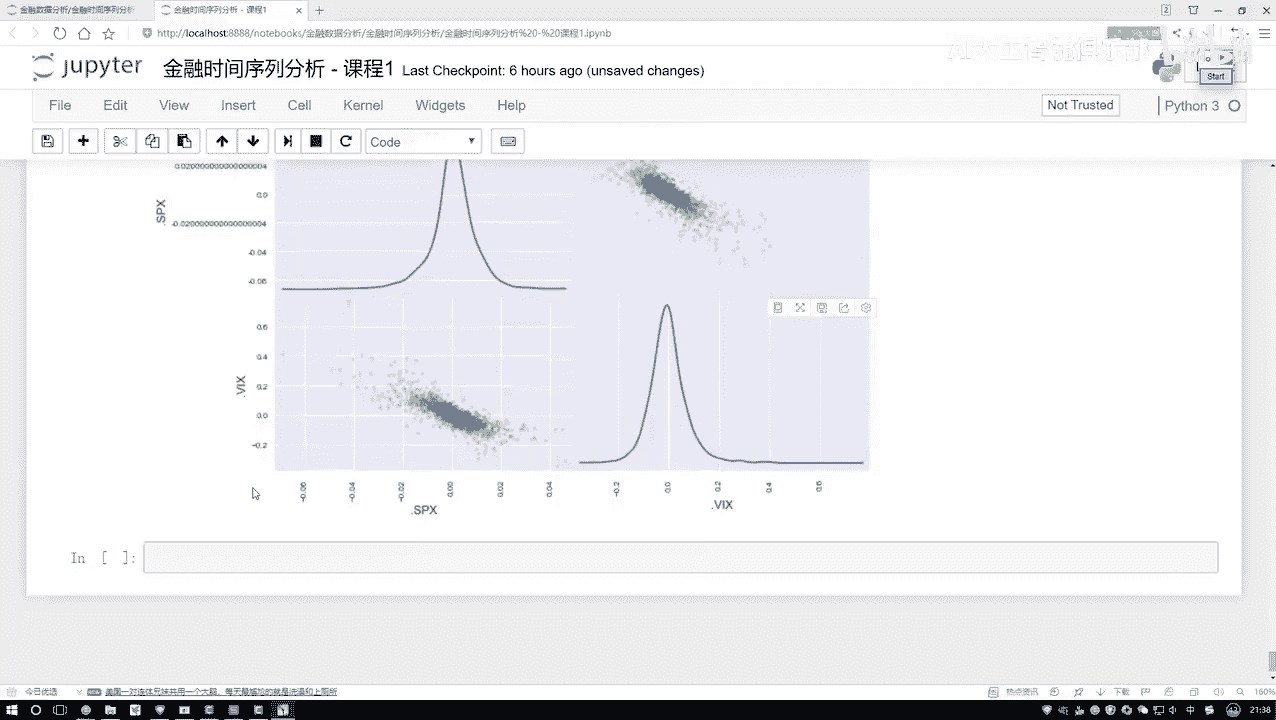 金融数据分析/金融时间序列分析/
金融时间序列分析 - 课程1
http://localhost:8888/notebooks/金融数据分析/金融时间序列分析/金融时间序列分析%20-%20课程1.ipynb
jupyter 金融时间序列分析 - 课程1 Last Checkpoint: 6 hours ago (unsaved changes)
Start
File Edit View Insert Cell Kernel Widgets Help
Not Trusted
Python 3
Code
0.02000000000000004
0.0
-0.02000000000000004
-0.04
-0.06
.SPX
0.6
0.4
0.2
0.0
-0.2
.VIX
-0.06 -0.04 -0.02 0.00 0.02 0.04
-0.2 0.0 0.2 0.4 0.6
.SPX .VIX
In [ ]:
今日优选
美国一对连体兄妹共用一个大脑，每天最尴尬的就是洗澡和上厕所
热点资讯
下载
160%
中
21:38